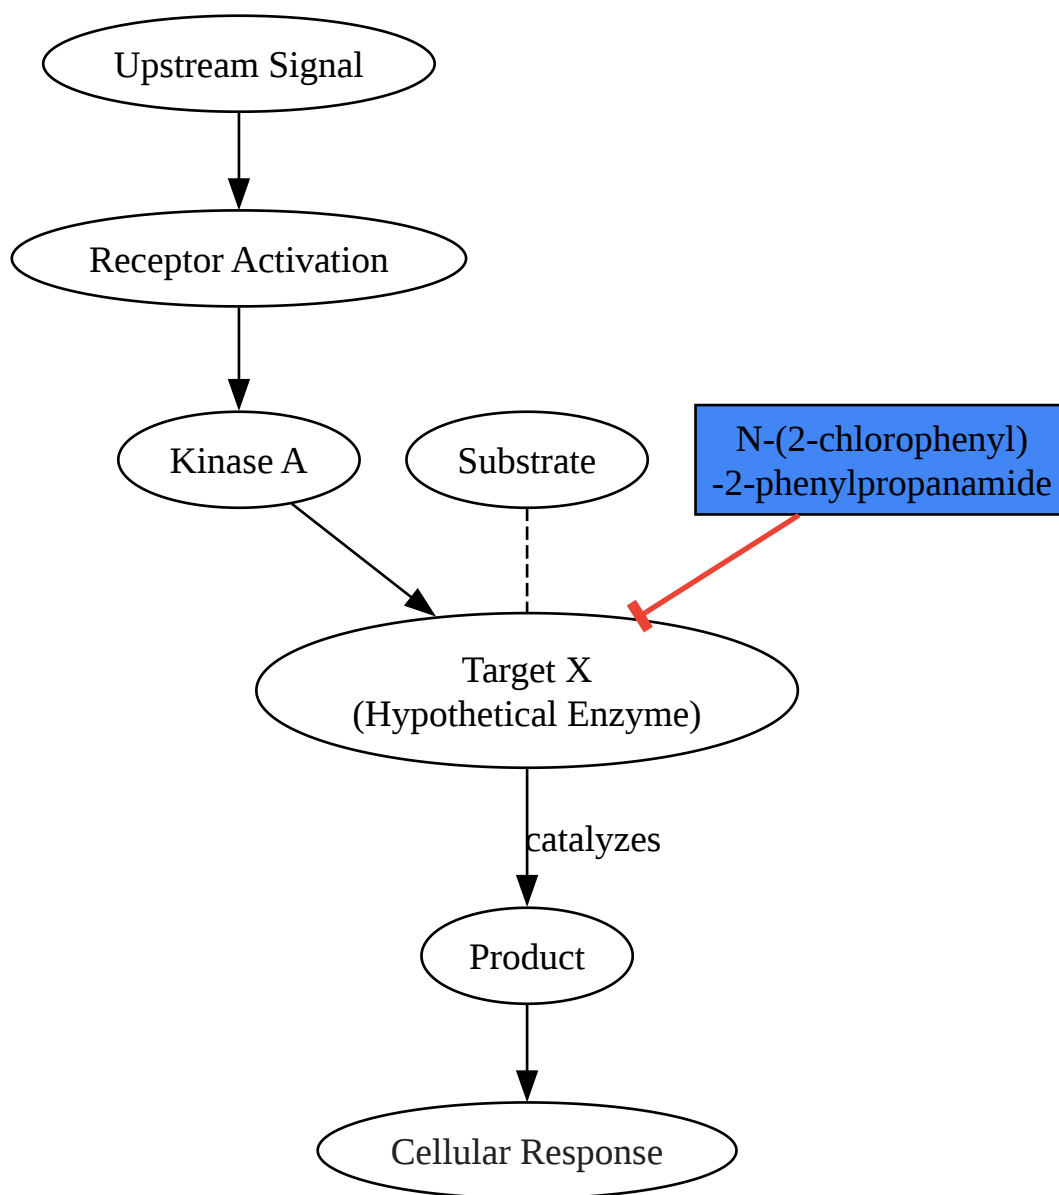 Upstream Signal
Receptor Activation
Kinase A
Substrate
N-(2-chlorophenyl)
-2-phenylpropanamide
Target X
(Hypothetical Enzyme)
catalyzes
Product
Cellular Response